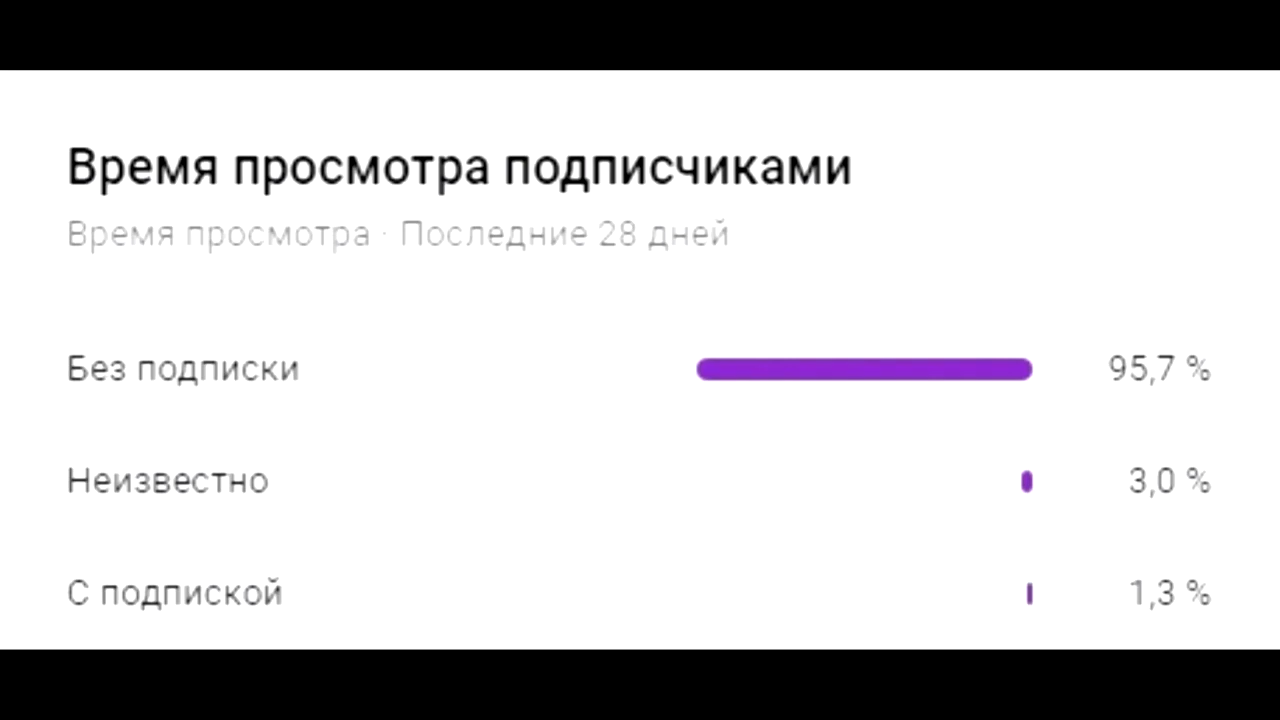 Время просмотра подписчиками
Время просмотра · Последние 28 дней
Без подписки 95,7 %
Неизвестно 3,0 %
С подпиской 1,3 %